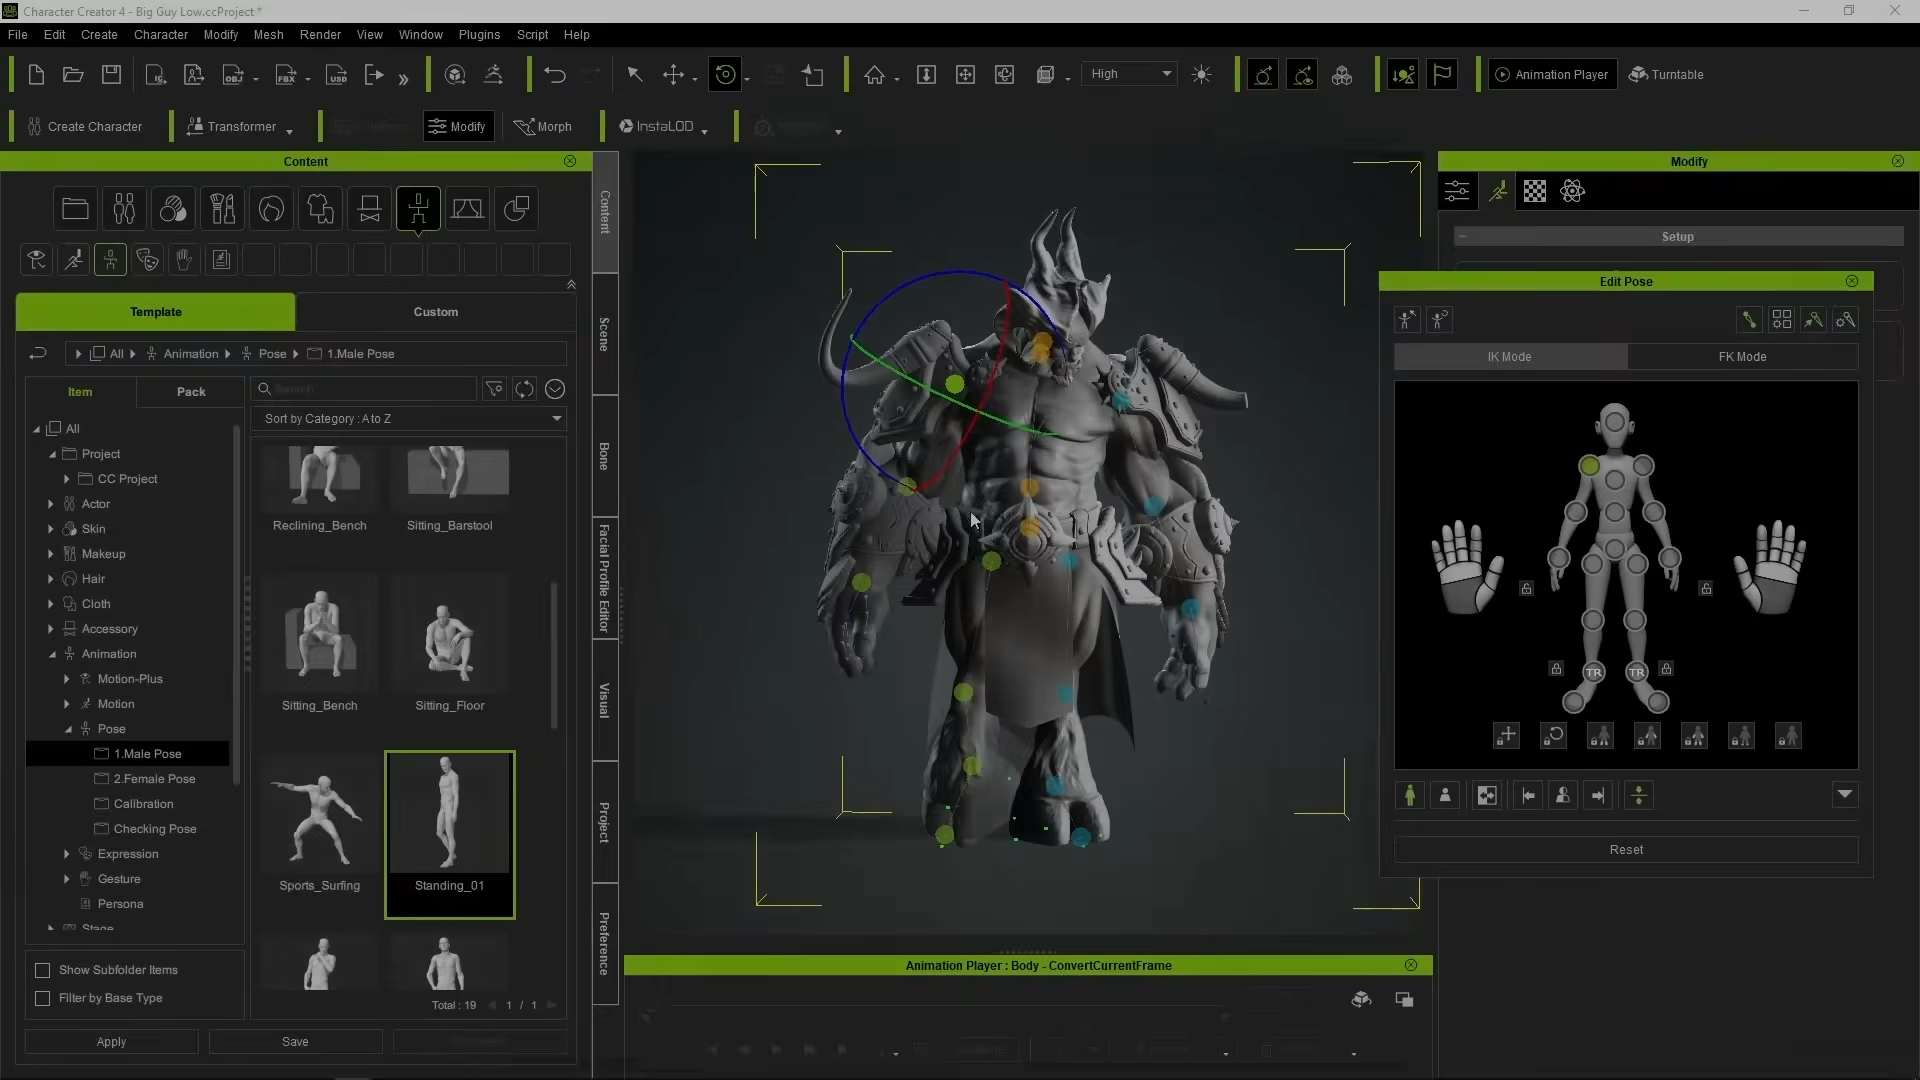 Character Creator 4 - Big Guy Low.ccProject *
File Edit Create Character Modify Mesh Render View Window Plugins Script Help
IC OBJ FBX USD High Animation Player Turntable
Create Character Transformer Modify Morph InstaLOD
Content
Template Custom
All Animation Pose 1.Male Pose
Item Pack
Search
Sort by Category : A to Z
All
Project
CC Project
Actor
Skin
Makeup
Hair
Cloth
Accessory
Animation
Motion-Plus
Motion
Pose
1.Male Pose
2.Female Pose
Calibration
Checking Pose
Expression
Gesture
Persona
Stage
Reclining_Bench Sitting_Barstool
Sitting_Bench Sitting_Floor
Sports_Surfing Standing_01
Show Subfolder Items
Filter by Base Type
Total : 19 1 / 1
Apply Save
Content
Scene
Bone
Facial Profile Editor
Visual
Project
Preference
Animation Player : Body - ConvertCurrentFrame
Modify
Setup
Edit Pose
IK Mode FK Mode
TR TR
Reset